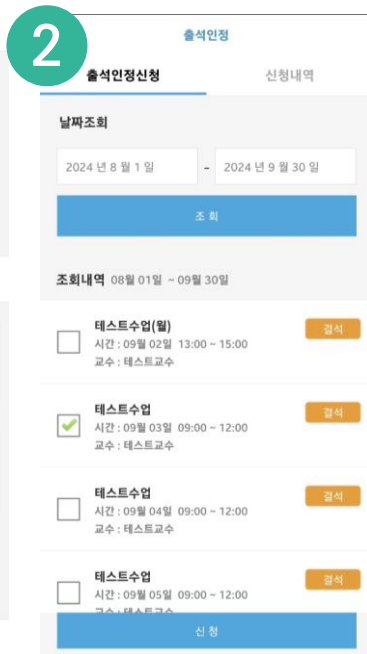 2
출석인정
출석인정신청 신청내역
날짜조회
2024 년 8 월 1 일 - 2024 년 9 월 30 일
조 회
조회내역 08월 01일 ~ 09월 30일
테스트수업(월) 결석
시간 : 09월 02일 13:00 ~ 15:00
교수 : 테스트교수
테스트수업 결석
시간 : 09월 03일 09:00 ~ 12:00
교수 : 테스트교수
테스트수업 결석
시간 : 09월 04일 09:00 ~ 12:00
교수 : 테스트교수
테스트수업 결석
시간 : 09월 05일 09:00 ~ 12:00
교수 : 테스트교수
신 청